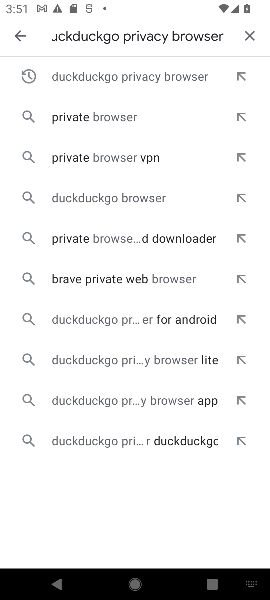 3:51
uckduckgo privacy browser
duckduckgo privacy browser
private browser
private browser vpn
duckduckgo browser
private browse...d downloader
brave private web browser
duckduckgo pr... er for android
duckduckgo pri...y browser lite
duckduckgo pr...y browser app
duckduckgo pri... r duckduckgo